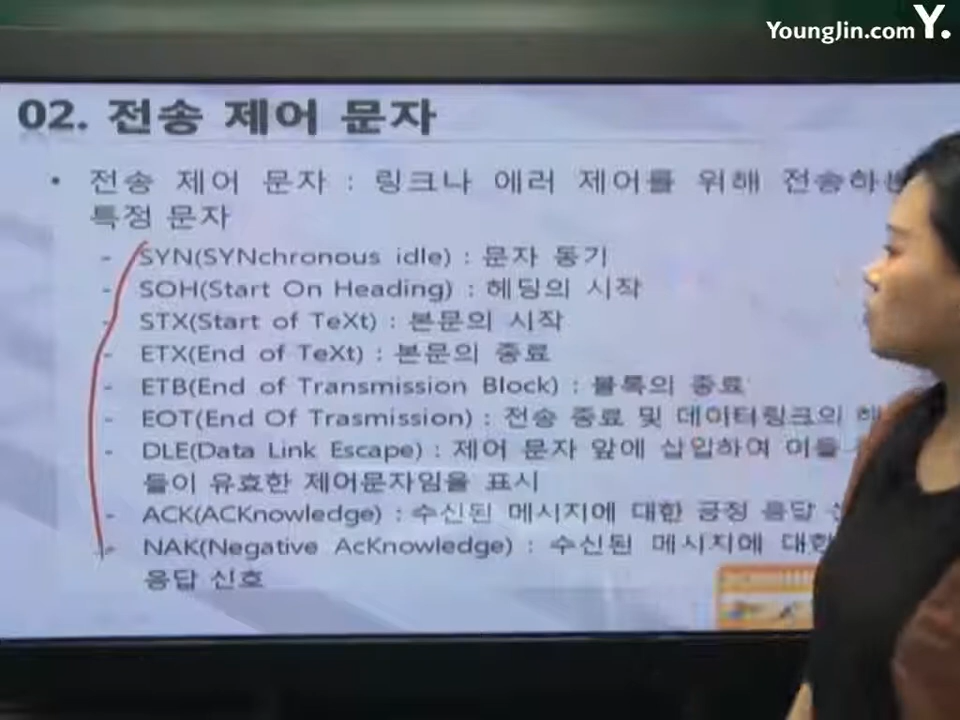 YoungJin.com Y.
02. 전송 제어 문자
• 전송 제어 문자 : 링크나 에러 제어를 위해
특정 문자
- SYN(SYNchronous idle) : 문자 동기
- SOH(Start On Heading) : 헤딩의 시작
- STX(Start of TeXt) : 본문의 시작
- ETX(End of TeXt) : 본문의 종료
- ETB(End of Transmission Block) : 블록의 종료
- EOT(End Of Trasmission) : 전송 종료 및 데이터링크의
- DLE(Data Link Escape) : 제어 문자 앞에 삽입하여 이들
들이 유효한 제어문자임을 표시
- ACK(ACKnowledge) : 수신된 메시지에 대한 긍정 응답
- NAK(Negative AcKnowledge) : 수신된 메시지에
응답 신호